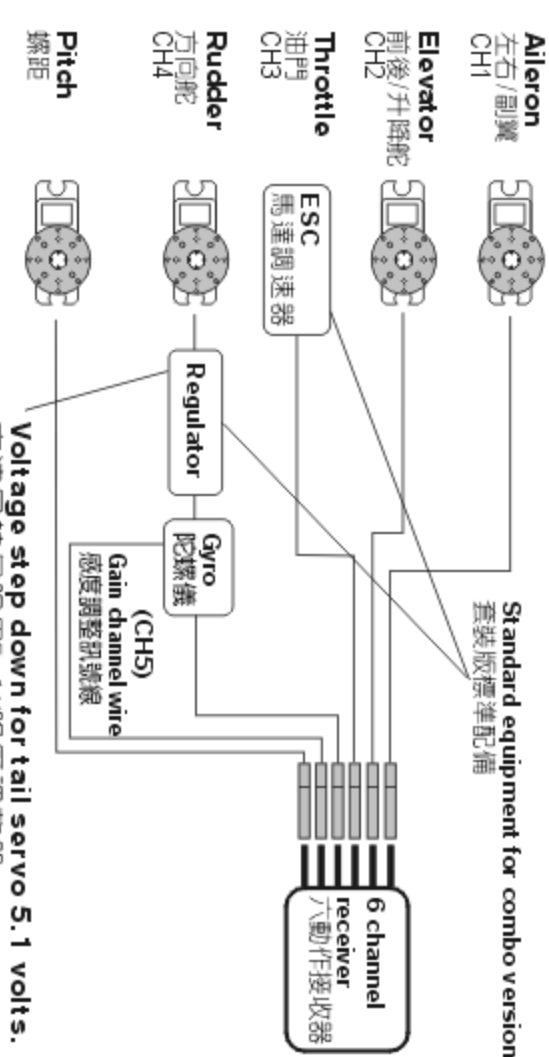 Aileron
左右/副翼
CH1
Elevator
前後/升降舵
CH2
Throttle
油門
CH3
Rudder
方向舵
CH4
Pitch
螺距
ESC
馬達調速器
Regulator
Gyro
陀螺儀
(CH5)
Gain channel wire
感度調整訊號線
Standard equipment for combo version
套裝版標準配備
6 channel
receiver
六動作接收器
Voltage step down for tail servo 5.1 volts.